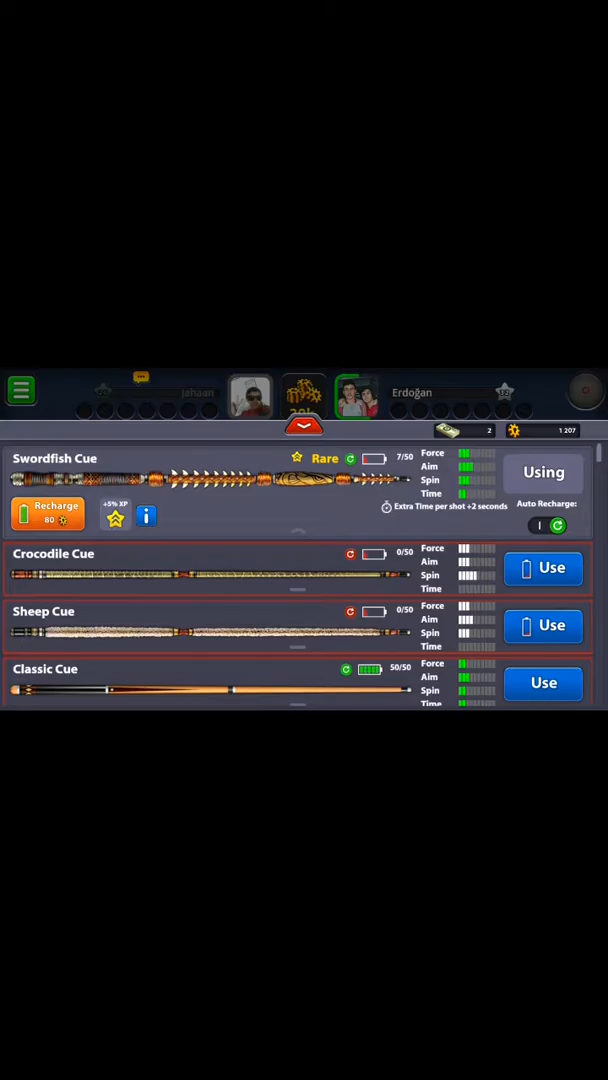 jahaan
Erdoğan
2
1 207
Swordfish Cue
Rare
7/50
Force
Aim
Spin
Time
Using
Recharge
80
+5% XP
i
Extra Time per shot +2 seconds
Auto Recharge:
Crocodile Cue
0/50
Force
Aim
Spin
Time
Use
Sheep Cue
0/50
Force
Aim
Spin
Time
Use
Classic Cue
50/50
Force
Aim
Spin
Time
Use